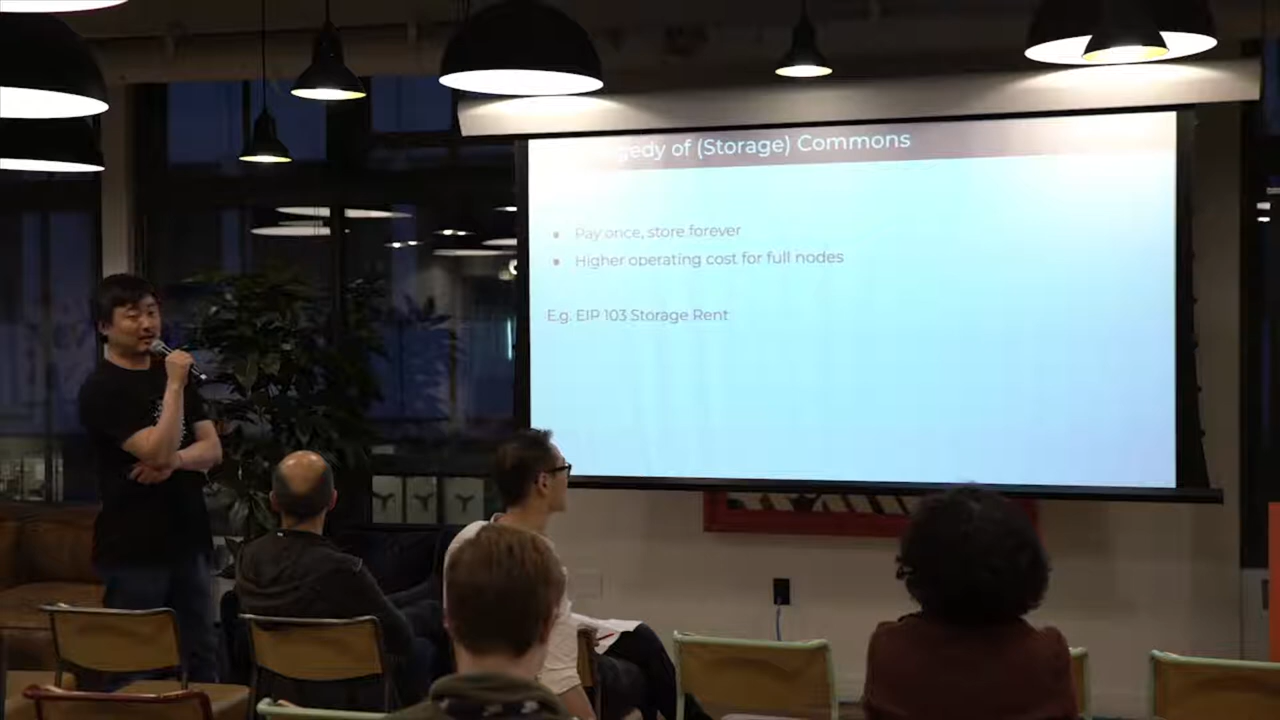 gedy of (Storage) Commons
Pay once, store forever
Higher operating cost for full nodes
E.g. EIP 103 Storage Rent